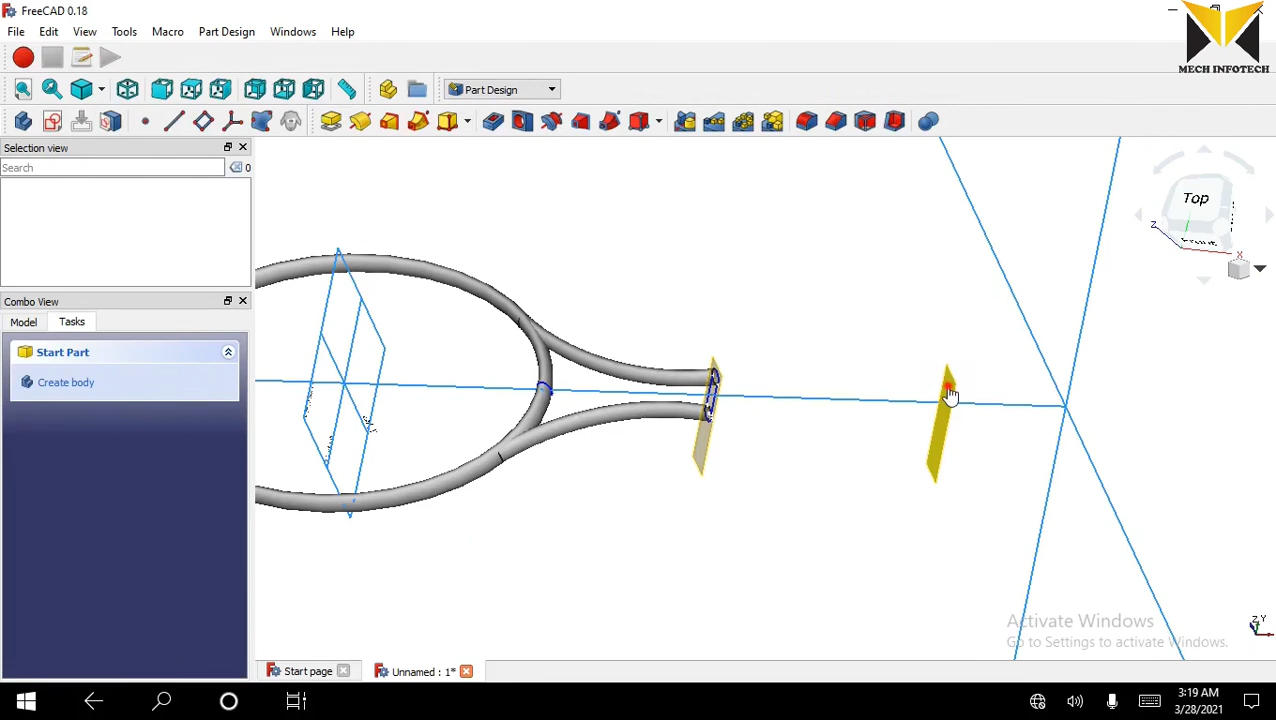 FreeCAD 0.18
File Edit View Tools Macro Part Design Windows Help
MECH INFOTECH
Part Design
Selection view
Search
0
Combo View
Model Tasks
Start Part
Create body
Top
Z
X
Activate Windows
Go to Settings to activate Windows.
Z Y
Start page
Unnamed : 1*
3:19 AM
3/28/2021